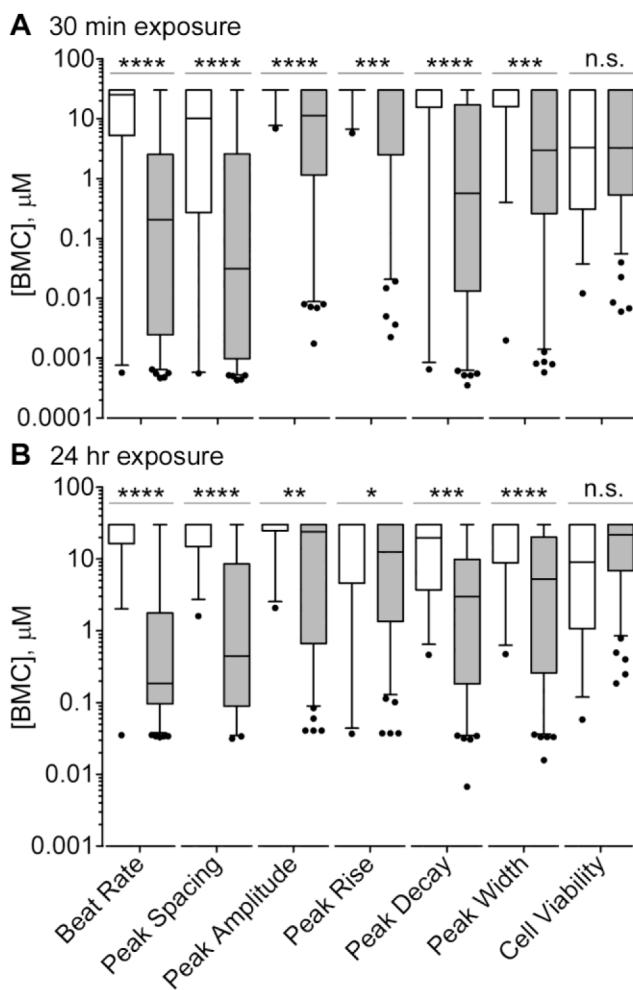 A 30 min exposure
**** **** **** *** **** *** n.s.
100
10
1
0.1
0.01
0.001
0.0001
[BMC], μM
B 24 hr exposure
**** **** ** * *** **** n.s.
100
10
1
0.1
0.01
0.001
[BMC], μM
Beat Rate
Peak Spacing
Peak Amplitude
Peak Rise
Peak Decay
Peak Width
Cell Viability